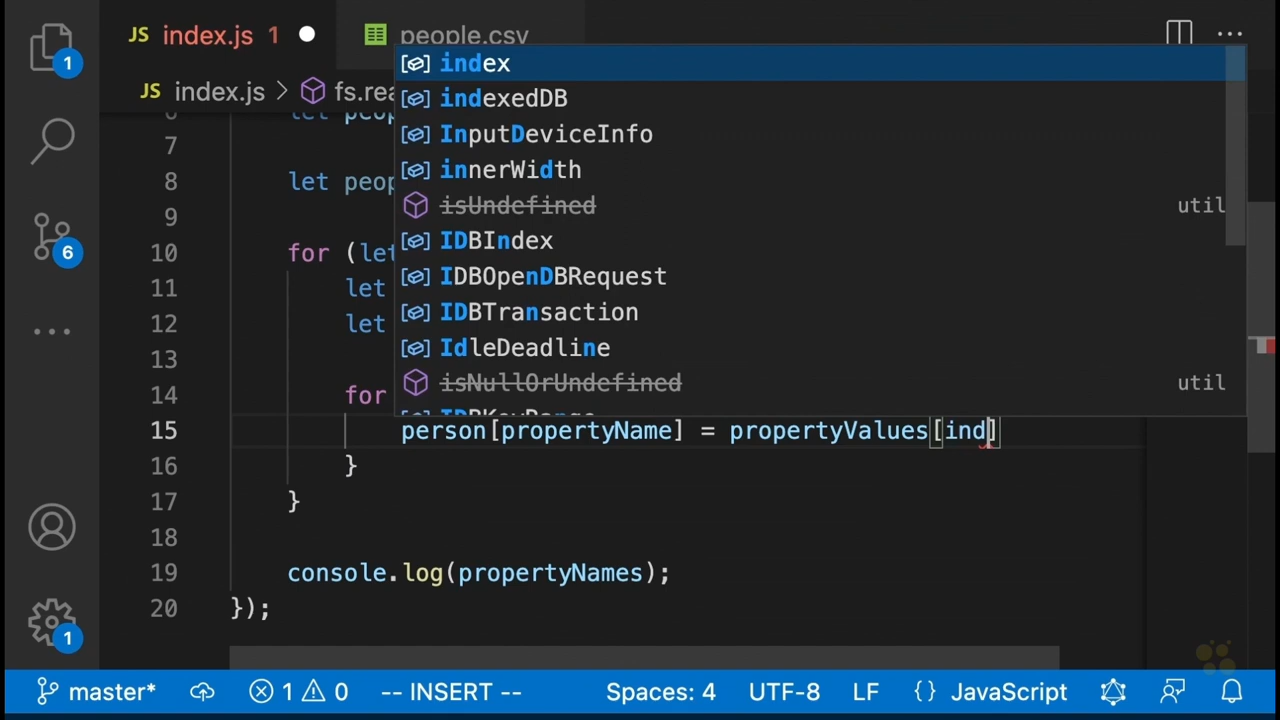 JS index.js 1
people.csv
JS index.js > fs.rea
index
indexedDB
InputDeviceInfo
innerWidth
isUndefined util
IDBIndex
IDBOpenDBRequest
IDBTransaction
IdleDeadline
isNullOrUndefined util
7
8 let peop
9
10 for (let
11 let
12 let
13
14 for
15 person[propertyName] = propertyValues[ind]
16 }
17 }
18
19 console.log(propertyNames);
20 });
1
6
1
master* 1 0 -- INSERT -- Spaces: 4 UTF-8 LF {} JavaScript